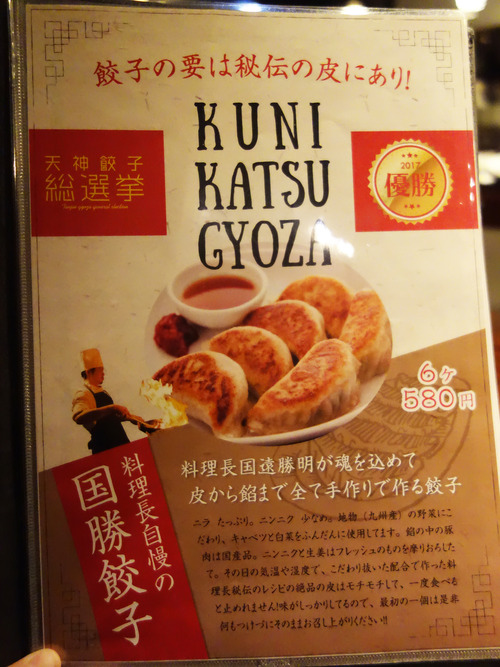 餃子の要は秘伝の皮にあり!
KUNI
KATSU
GYOZA
天神餃子
総選挙
2017
優勝
6ヶ
580円
料理長国遠勝明が魂を込めて
皮から餡まで全て手作りで作る餃子
料理長自慢の
国勝餃子
ニラ たっぷり。ニンニク 少なめ。地物(九州産)の野菜にこ
だわり、キャベツと白菜をふんだんに使用してます。餡の中の豚
肉は国産品。ニンニクと生姜はフレッシュのものを摩りおろした
て。その日の気温や湿度で、こだわり抜いた配合で作った料
理長秘伝のレシピの絶品の皮はモチモチして、一度食べる
と止めれません!味がしっかりしてるので、最初の一個は是非
何もつけづにそのままお召し上がりください!!